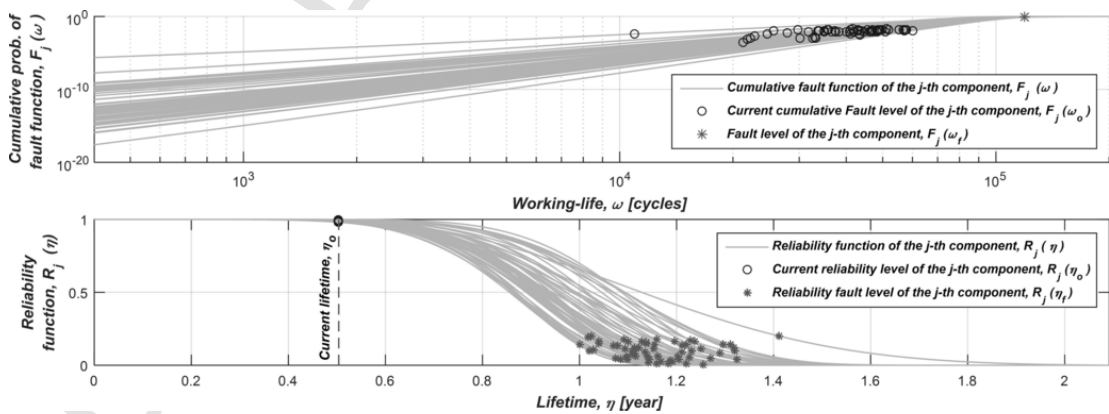 Cumulative prob. of
fault function, F_j (ω)
10^0
10^-10
10^-20
10^3
10^4
10^5
Working-life, ω [cycles]
Cumulative fault function of the j-th component, F_j (ω)
Current cumulative Fault level of the j-th component, F_j (ω_o)
Fault level of the j-th component, F_j (ω_f)
Reliability
function, R_j (η)
1
0.5
0
Current lifetime, η_o
Reliability function of the j-th component, R_j (η)
Current reliability level of the j-th component, R_j (η_o)
Reliability fault level of the j-th component, R_j (η_f)
0
0.2
0.4
0.6
0.8
1
1.2
1.4
1.6
1.8
2
Lifetime, η [year]